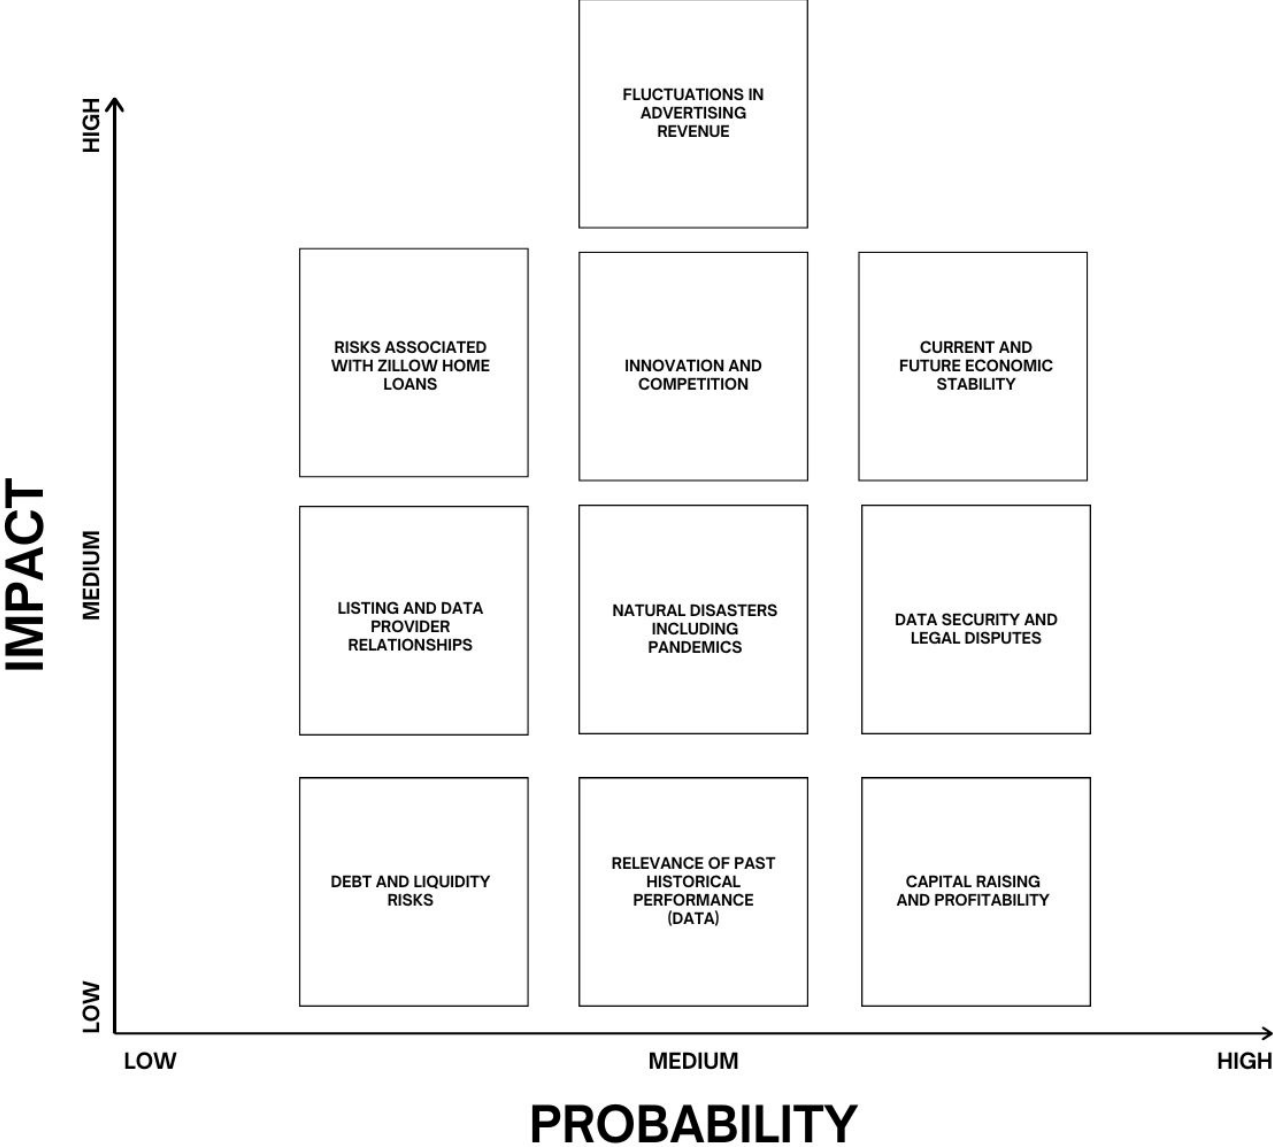 FLUCTUATIONS IN
ADVERTISING
REVENUE
HIGH
RISKS ASSOCIATED
WITH ZILLOW HOME
LOANS
INNOVATION AND
COMPETITION
CURRENT AND
FUTURE ECONOMIC
STABILITY
IMPACT
MEDIUM
LISTING AND DATA
PROVIDER
RELATIONSHIPS
NATURAL DISASTERS
INCLUDING
PANDEMICS
DATA SECURITY AND
LEGAL DISPUTES
DEBT AND LIQUIDITY
RISKS
RELEVANCE OF PAST
HISTORICAL
PERFORMANCE
(DATA)
CAPITAL RAISING
AND PROFITABILITY
LOW
LOW
MEDIUM
HIGH
PROBABILITY